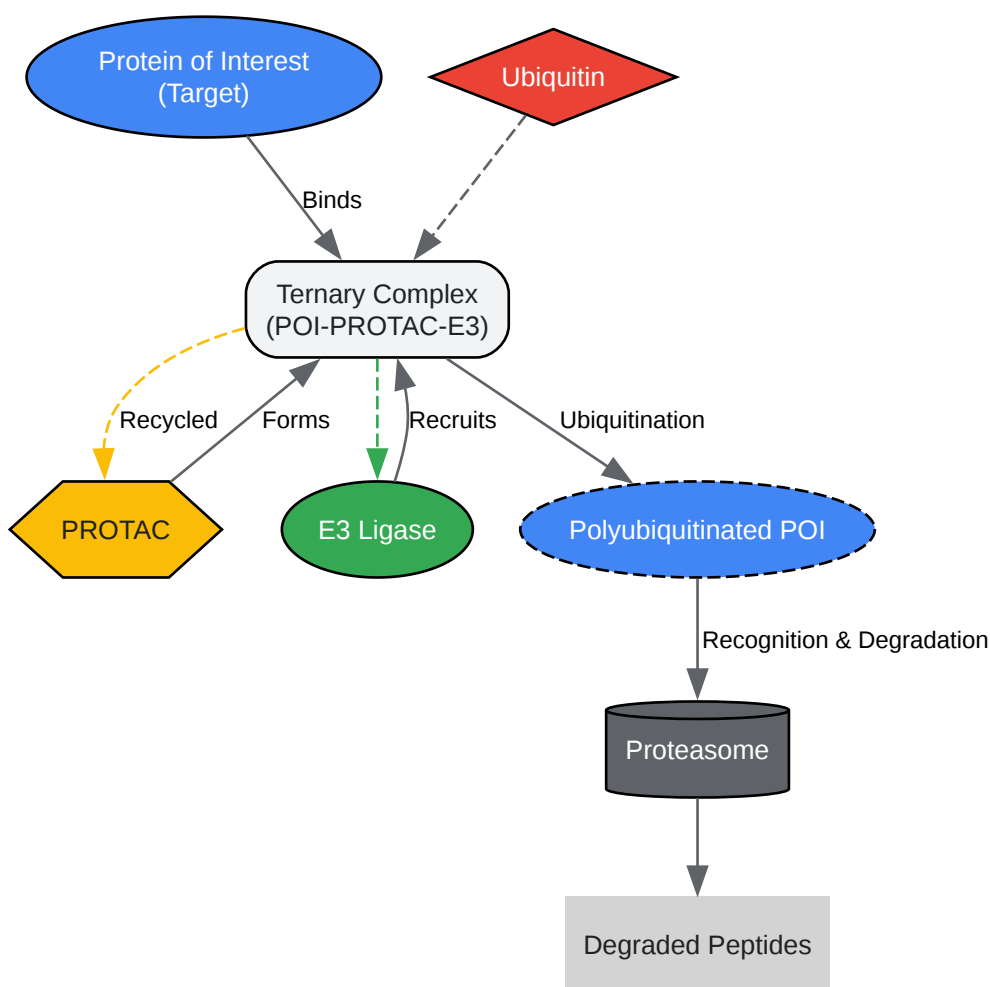 Protein of Interest
(Target)
Ubiquitin
Binds
Ternary Complex
(POI-PROTAC-E3)
Recycled
Forms
Recruits
Ubiquitination
PROTAC
E3 Ligase
Polyubiquitinated POI
Recognition & Degradation
Proteasome
Degraded Peptides